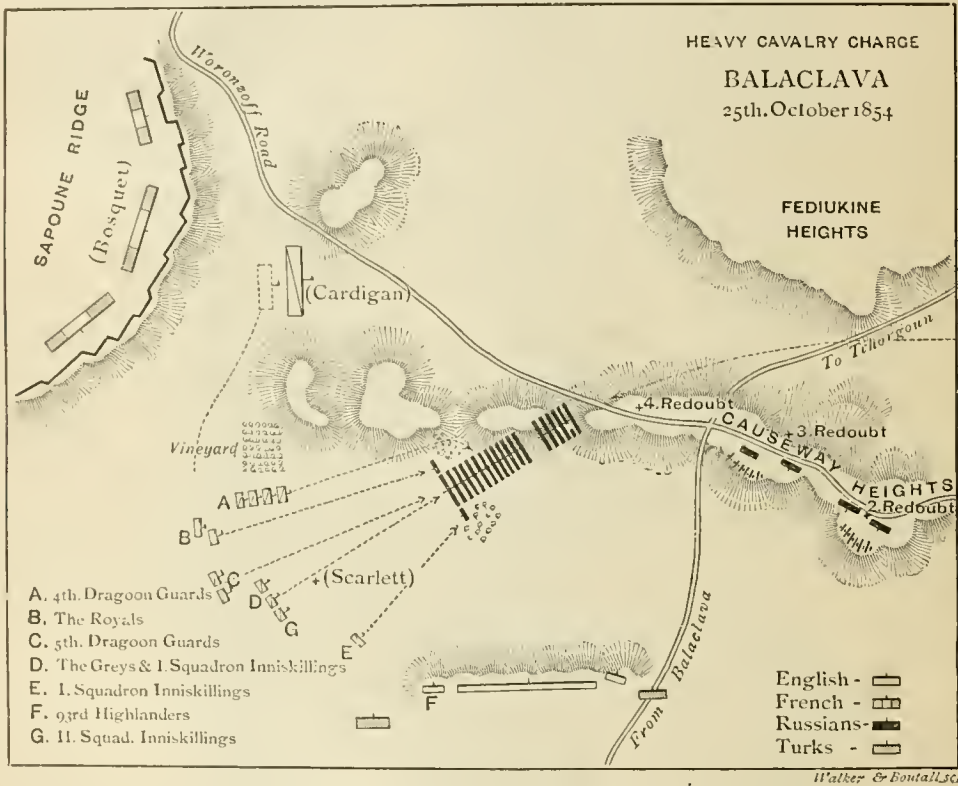 HEAVY CAVALRY CHARGE
BALACLAVA
25th. October 1854
Woronzoff Road
SAPOUNE RIDGE
(Bosquet)
FEDIUKINE
HEIGHTS
(Cardigan)
To Tchorgoun
4. Redoubt
CAUSEWAY
3. Redoubt
HEIGHTS
2. Redoubt
Vineyard
A
B
C
(Scarlett)
D
G
E
F
From Balaclava
A. 4th. Dragoon Guards
B. The Royals
C. 5th. Dragoon Guards
D. The Greys & I. Squadron Inniskillings
E. I. Squadron Inniskillings
F. 93rd Highlanders
G. II. Squad. Inniskillings
English -
French -
Russians -
Turks -
Walker & Boutall sc